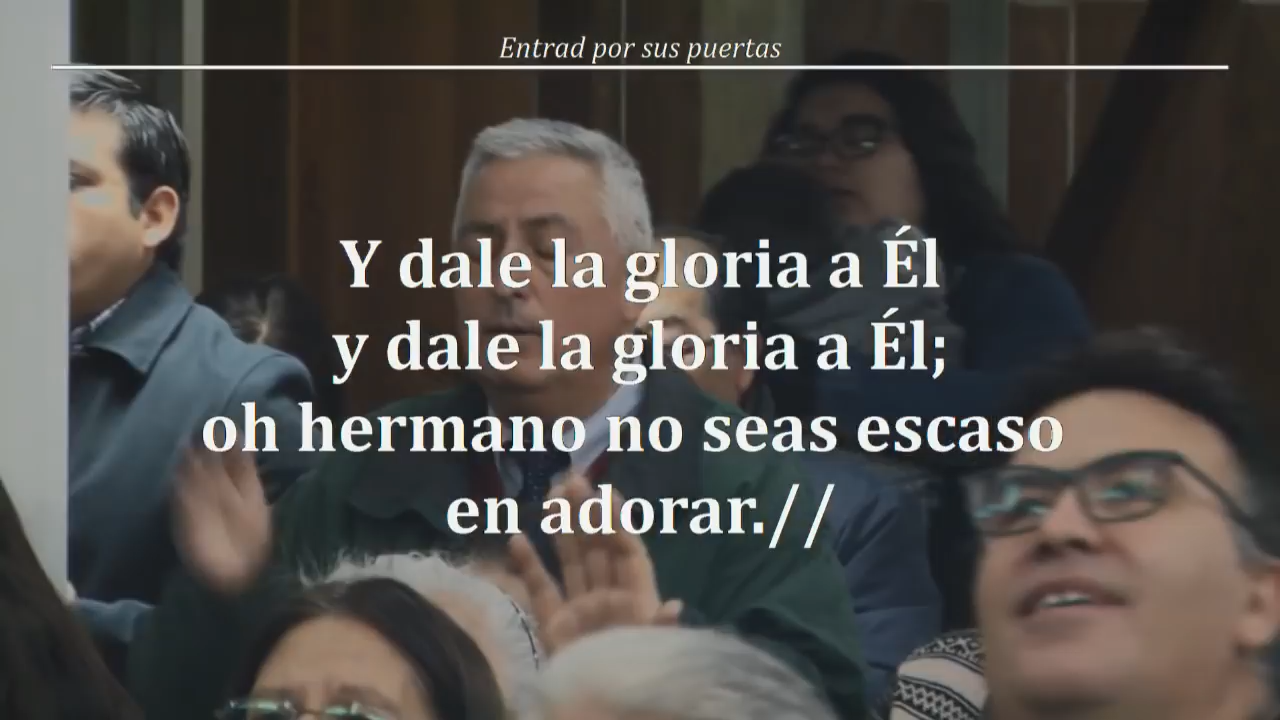 Entrad por sus puertas
Y dale la gloria a Él
y dale la gloria a Él;
oh hermano no seas escaso
en adorar.//